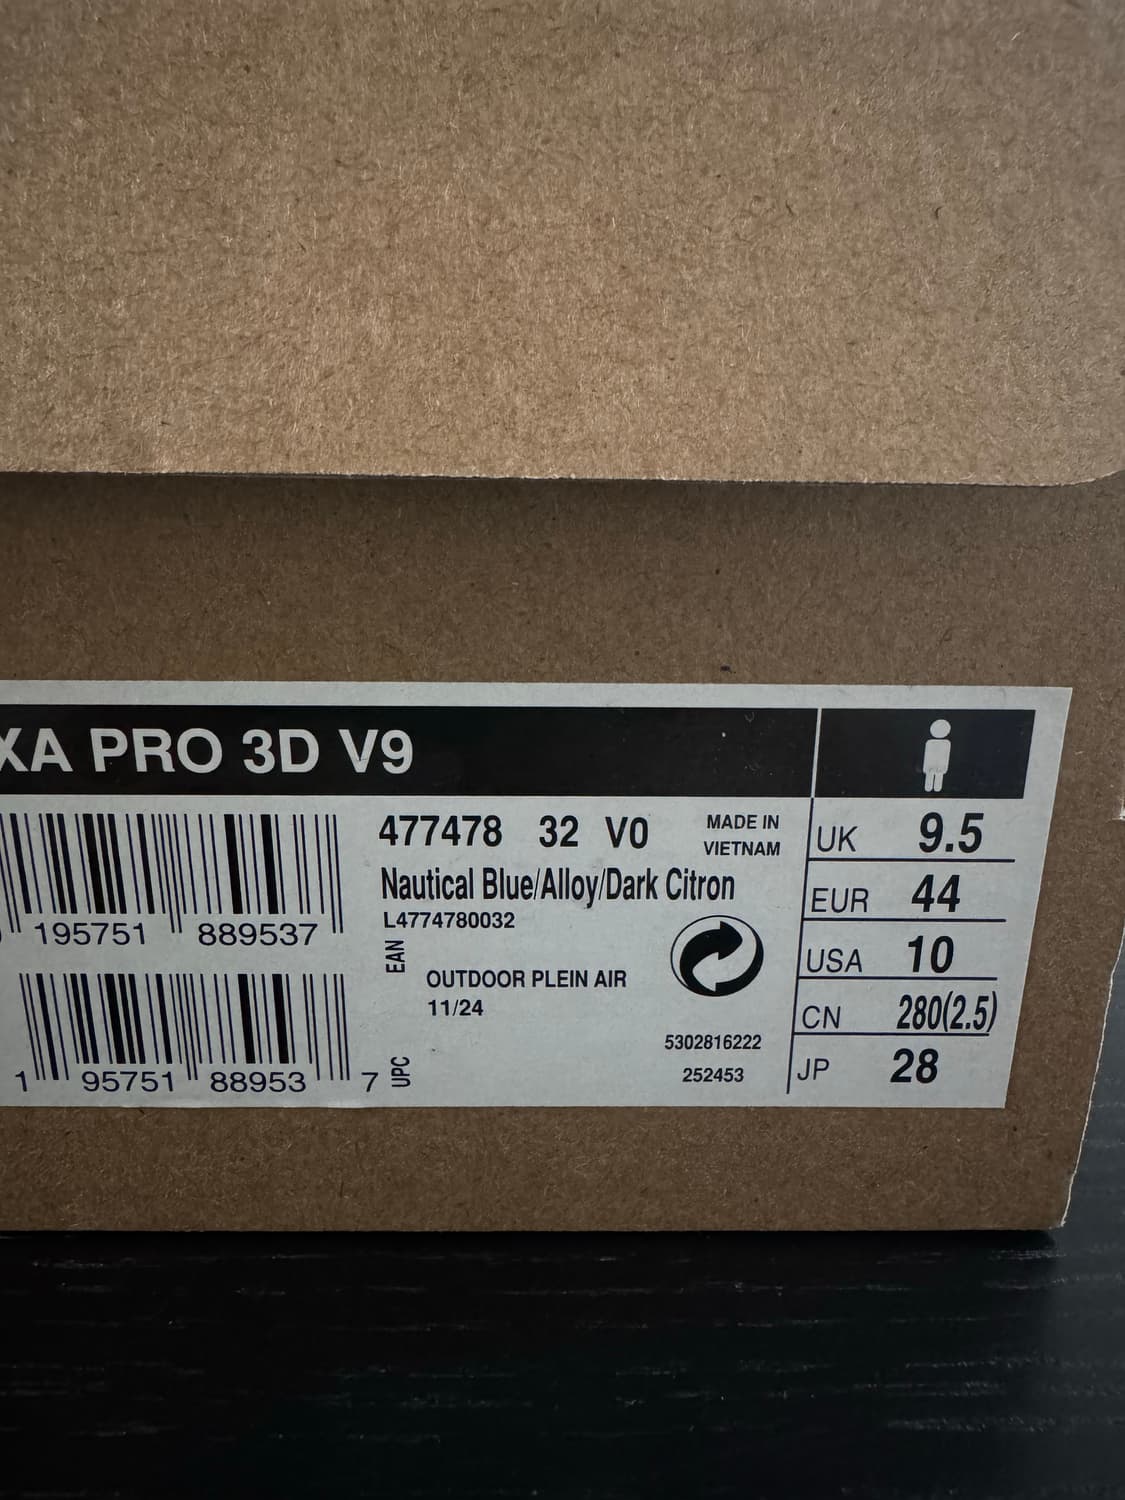 XA PRO 3D V9
477478 32 V0
MADE IN
VIETNAM
Nautical Blue/Alloy/Dark Citron
L4774780032
195751 889537
EAN
OUTDOOR PLEIN AIR
11/24
1 95751 88953 7
UPC
5302816222
252453
UK 9.5
EUR 44
USA 10
CN 280(2.5)
JP 28